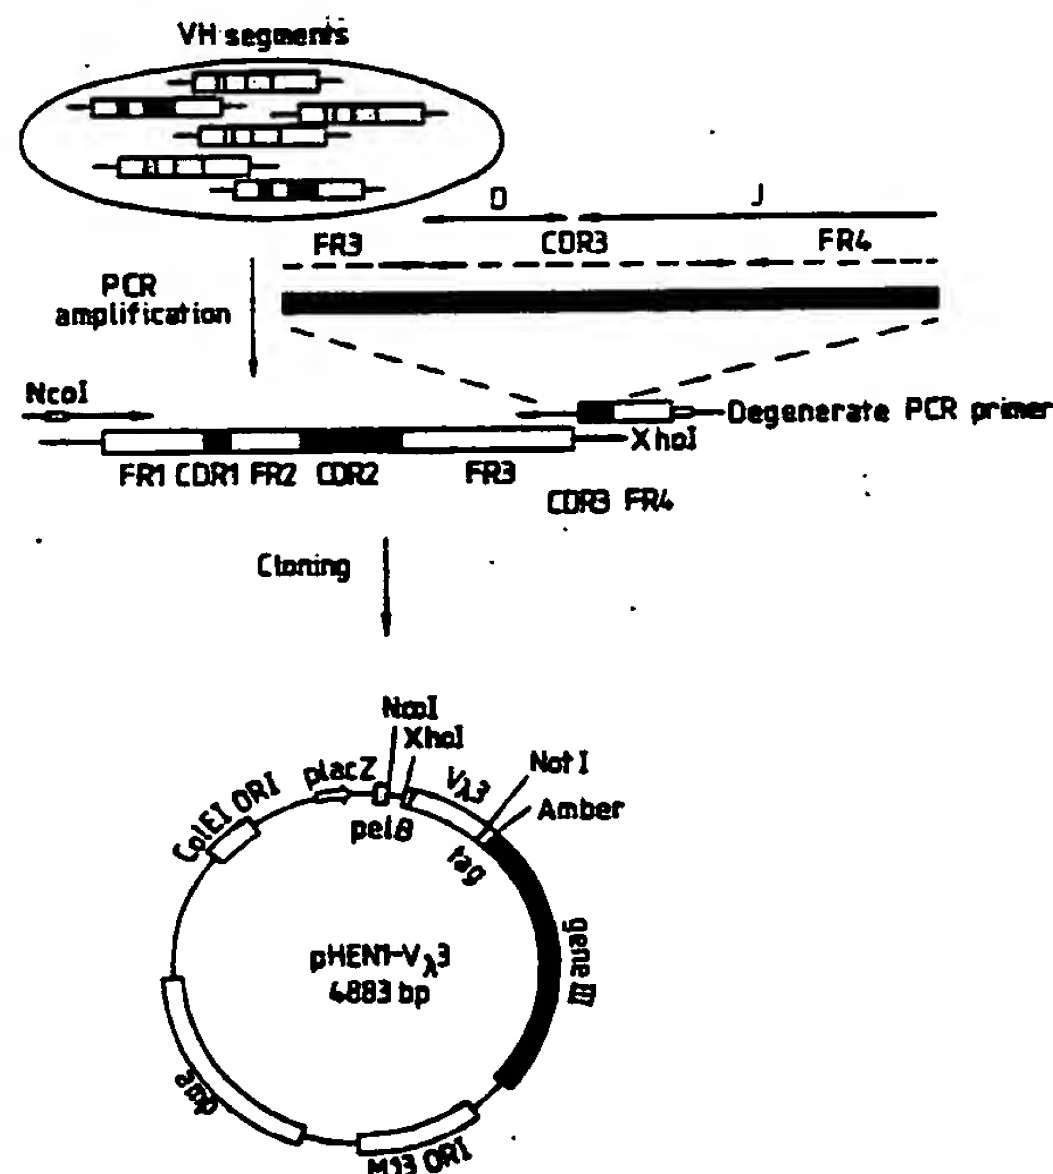 VH segments
D
J
FR3
CDR3
FR4
PCR
amplification
NcoI
Degenerate PCR primer
XhoI
FR1 CDR1 FR2 CDR2
FR3
CDR3 FR4
Cloning
NcoI
XhoI
placZ
Vλ3
Not I
Amber
ColEI ORI
pelB
tag
gene III
pHEN1-Vλ3
4883 bp
amp
M13 ORI